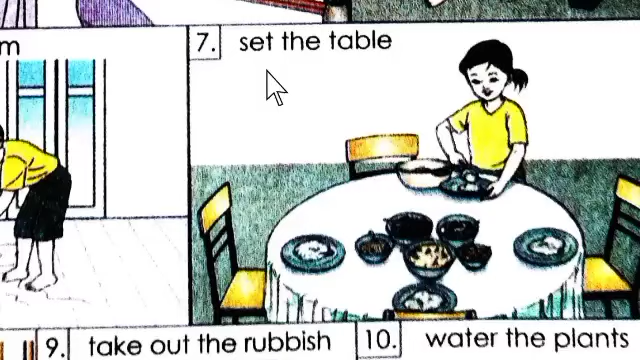 m
7. set the table
9. take out the rubbish
10. water the plants